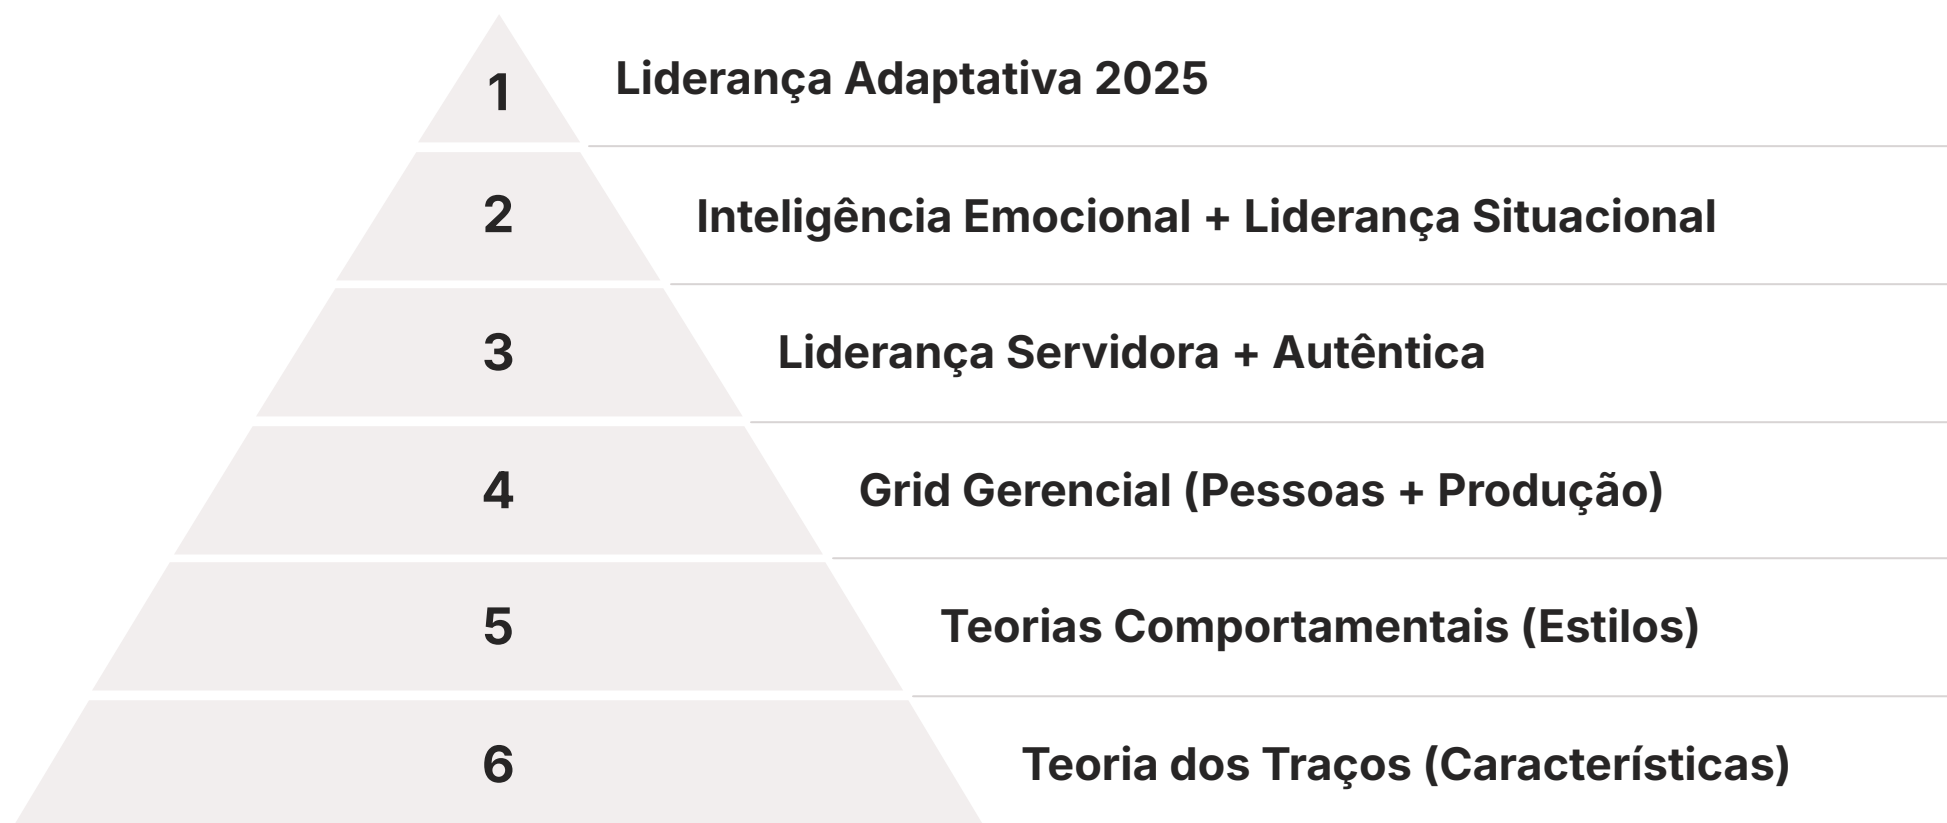 1 Liderança Adaptativa 2025
2 Inteligência Emocional + Liderança Situacional
3 Liderança Servidora + Autêntica
4 Grid Gerencial (Pessoas + Produção)
5 Teorias Comportamentais (Estilos)
6 Teoria dos Traços (Características)